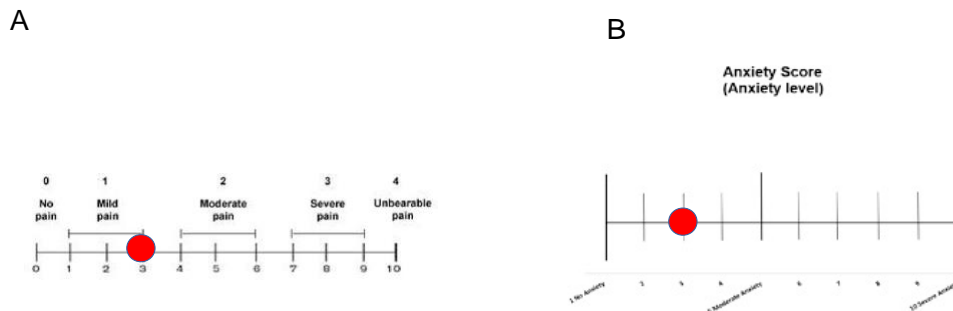 A
B
Anxiety Score
(Anxiety level)
0 1 2 3 4
No pain
Mild pain
Moderate pain
Severe pain
Unbearable pain
0 1 2 3 4 5 6 7 8 9 10
1 No Anxiety
2
3
4
Moderate Anxiety
6
7
8
9
10 Severe